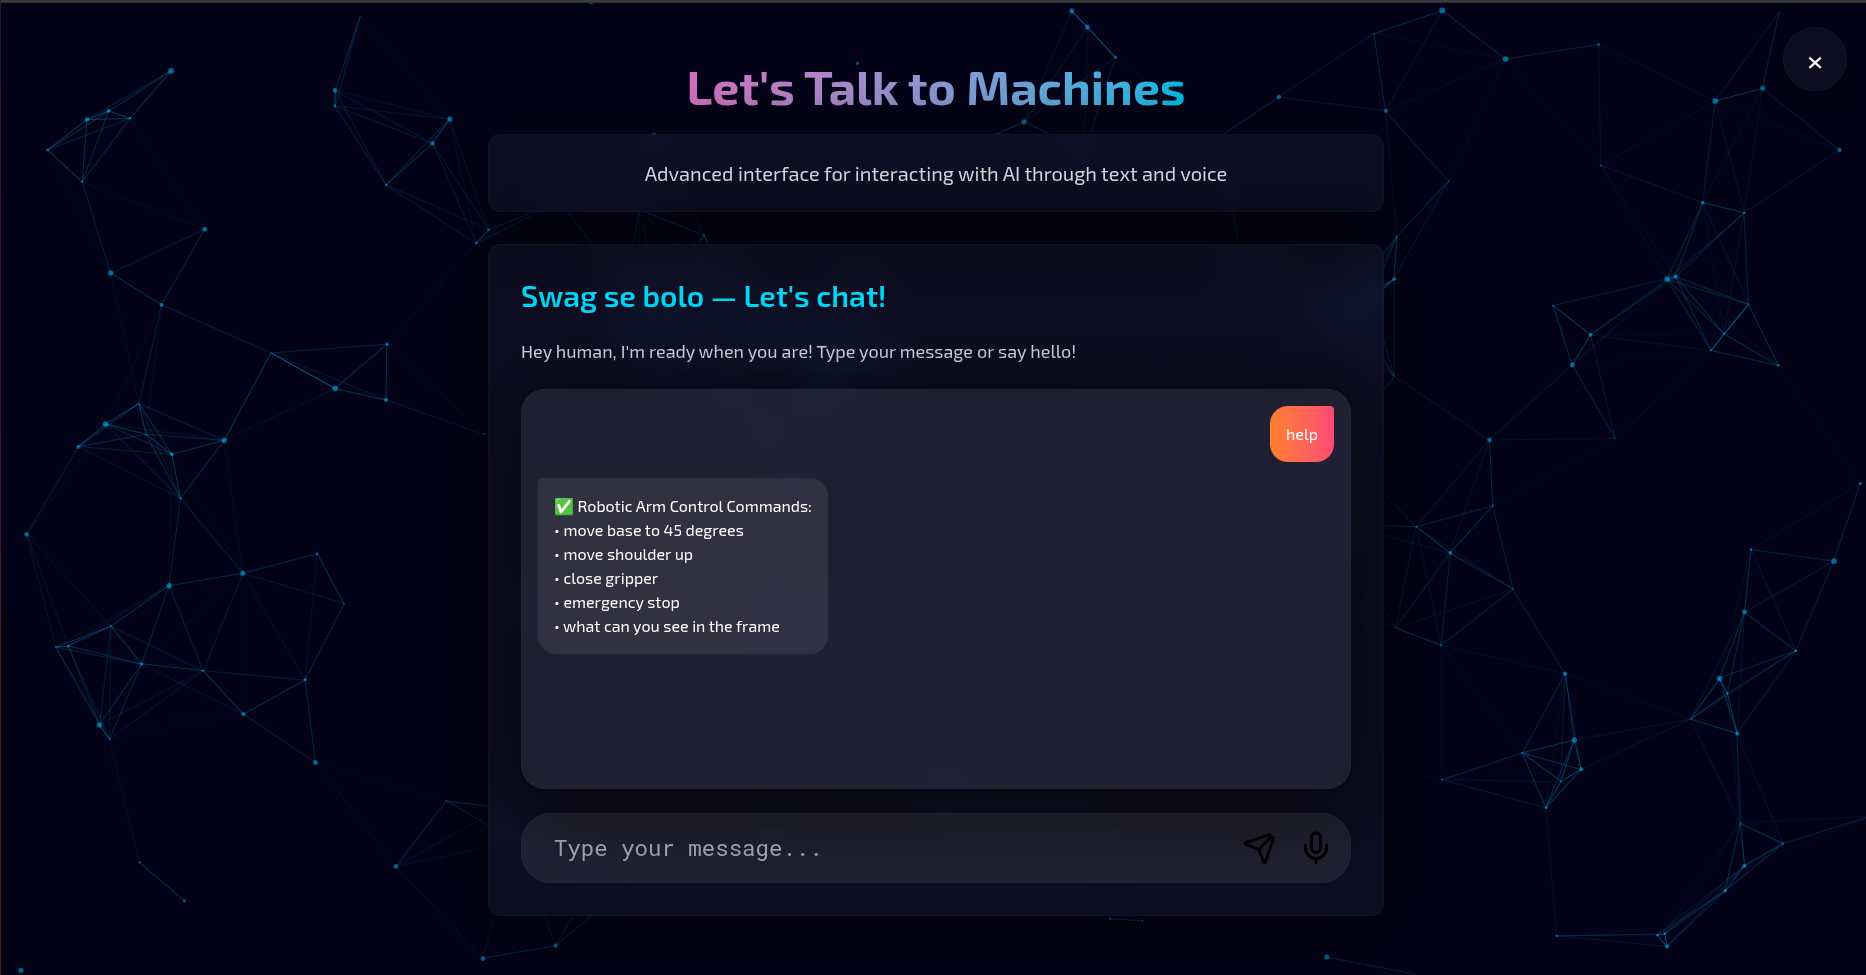 Let's Talk to Machines
×
Advanced interface for interacting with AI through text and voice
Swag se bolo — Let's chat!
Hey human, I'm ready when you are! Type your message or say hello!
help
✅ Robotic Arm Control Commands:
• move base to 45 degrees
• move shoulder up
• close gripper
• emergency stop
• what can you see in the frame
Type your message...